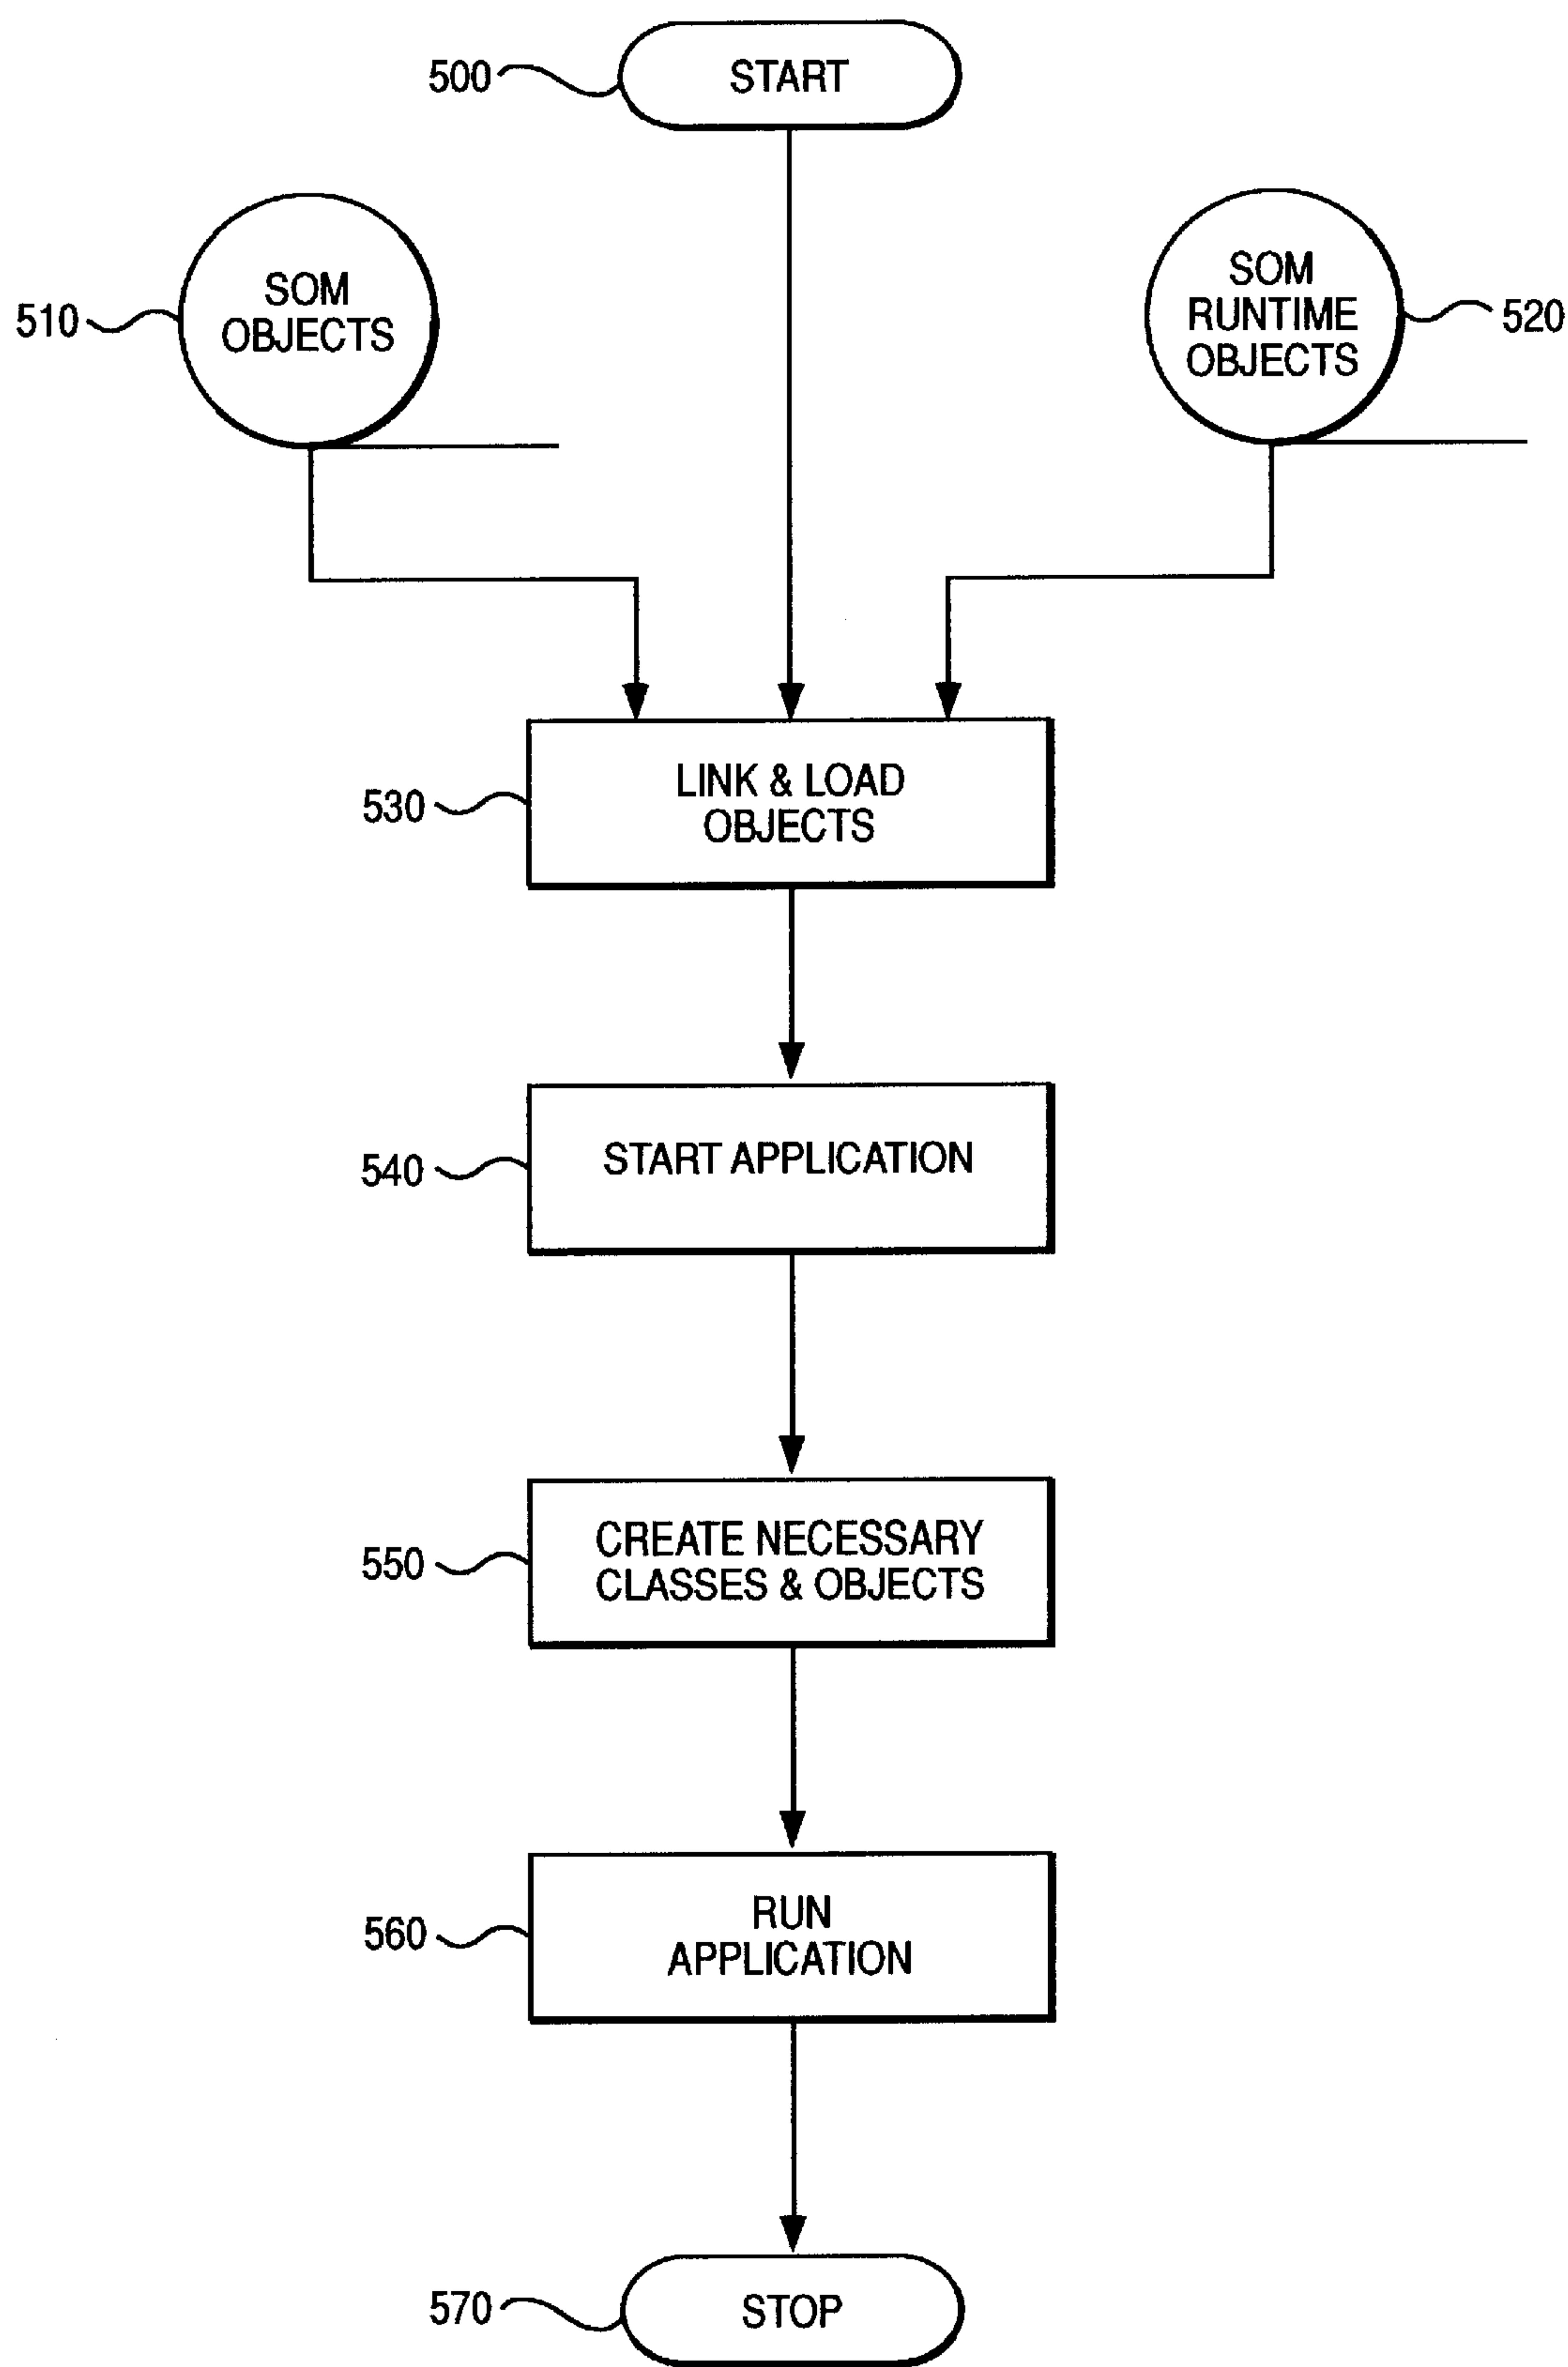 500
START
510
SOM
OBJECTS
SOM
RUNTIME
OBJECTS
520
530
LINK & LOAD
OBJECTS
540
START APPLICATION
550
CREATE NECESSARY
CLASSES & OBJECTS
560
RUN
APPLICATION
570
STOP